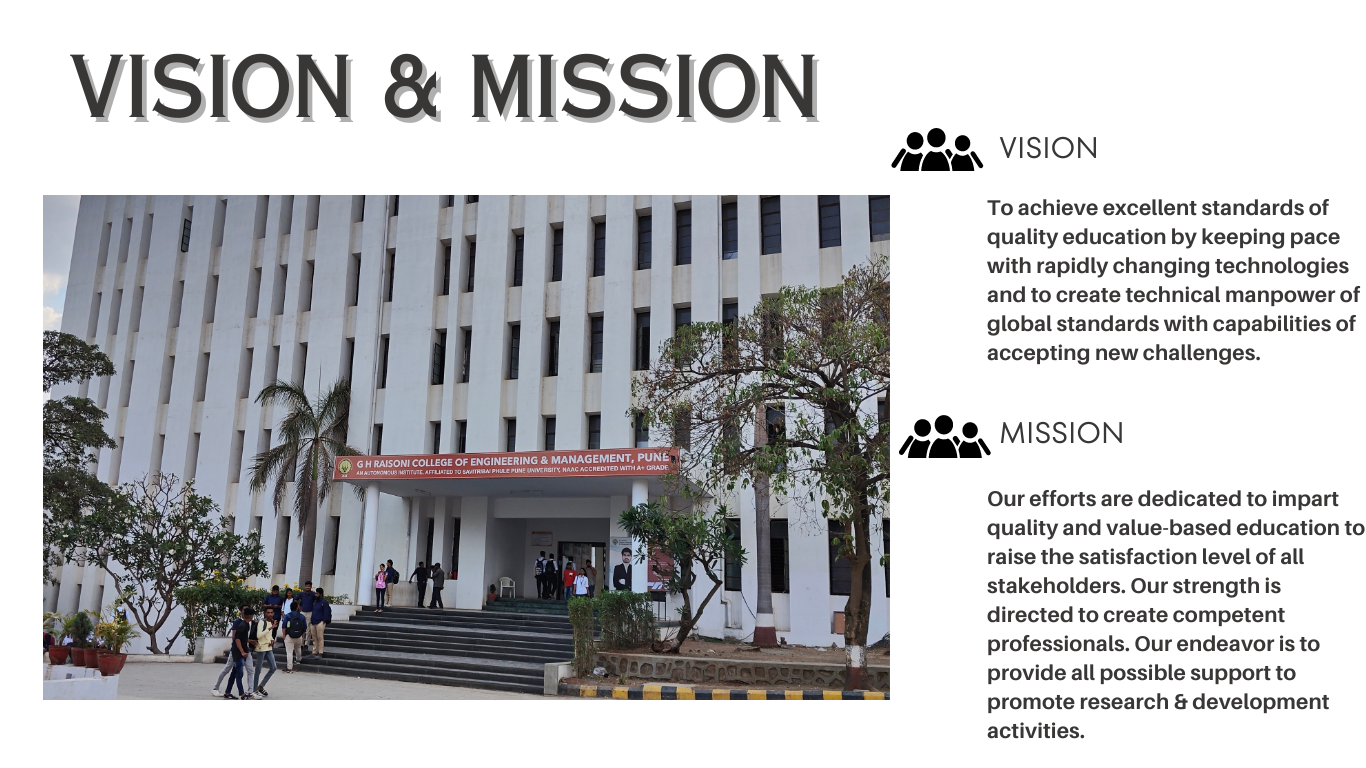 VISION & MISSION
VISION
To achieve excellent standards of
quality education by keeping pace
with rapidly changing technologies
and to create technical manpower of
global standards with capabilities of
accepting new challenges.
G H RAISONI COLLEGE OF ENGINEERING & MANAGEMENT, PUNE
AN AUTONOMOUS INSTITUTE, AFFILIATED TO SAVITRIBAI PHULE PUNE UNIVERSITY, NAAC ACCREDITED WITH A+ GRADE
MISSION
Our efforts are dedicated to impart
quality and value-based education to
raise the satisfaction level of all
stakeholders. Our strength is
directed to create competent
professionals. Our endeavor is to
provide all possible support to
promote research & development
activities.